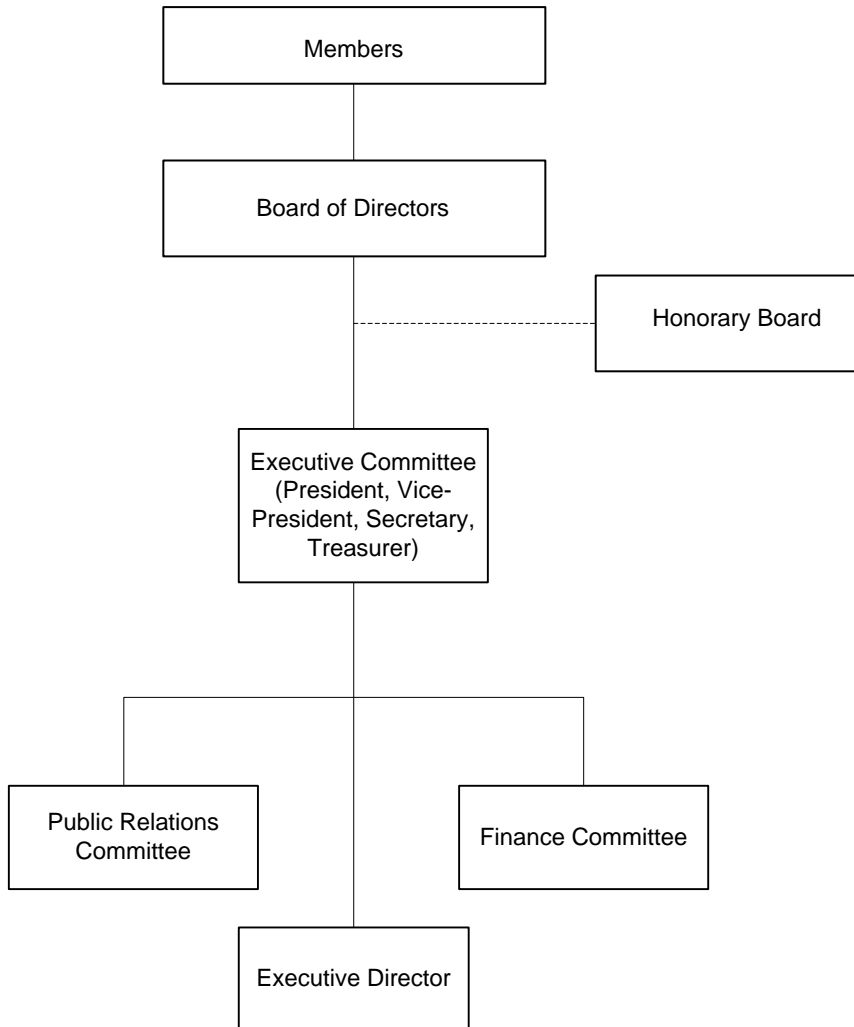 Members
Board of Directors
Honorary Board
Executive Committee
(President, Vice-
President, Secretary,
Treasurer)
Public Relations
Committee
Finance Committee
Executive Director